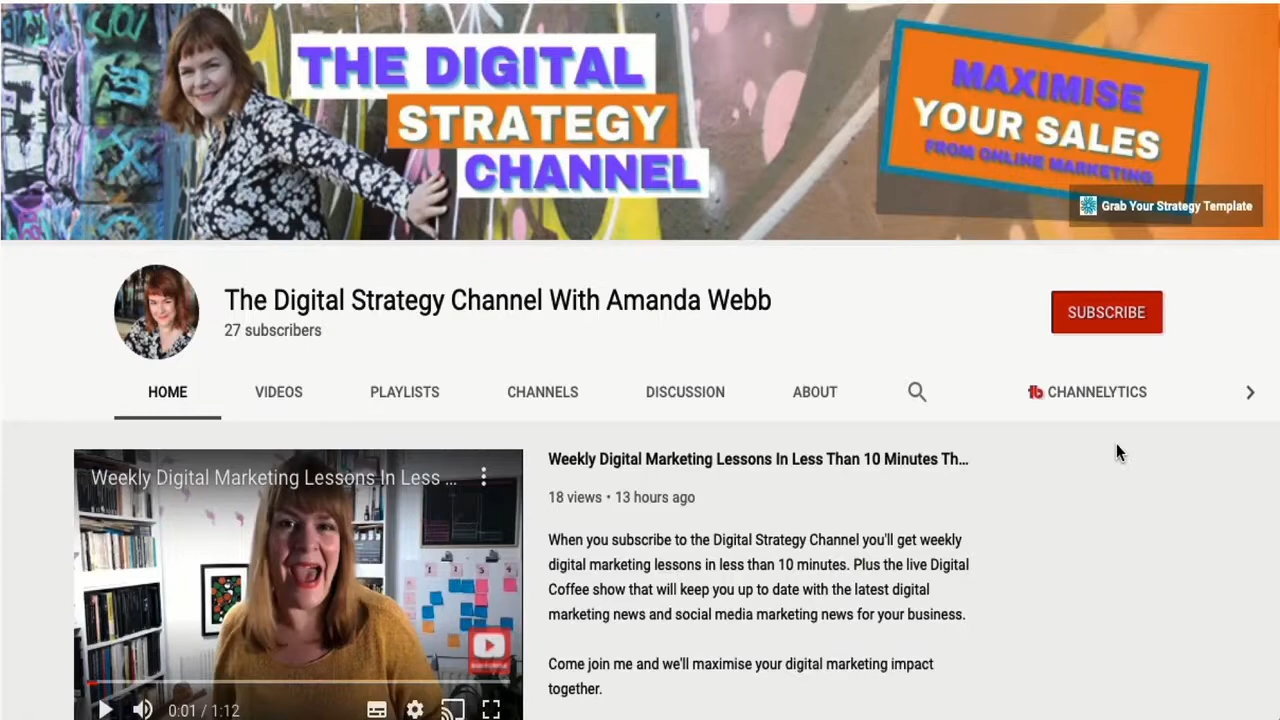 THE DIGITAL
STRATEGY
CHANNEL
MAXIMISE
YOUR SALES
FROM ONLINE MARKETING
Grab Your Strategy Template
The Digital Strategy Channel With Amanda Webb
27 subscribers
SUBSCRIBE
HOME
VIDEOS
PLAYLISTS
CHANNELS
DISCUSSION
ABOUT
tb CHANNELYTICS
Weekly Digital Marketing Lessons In Less ...
1 2 3 4
SUBSCRIBE
0:01 / 1:12
Weekly Digital Marketing Lessons In Less Than 10 Minutes Th...
18 views • 13 hours ago
When you subscribe to the Digital Strategy Channel you'll get weekly
digital marketing lessons in less than 10 minutes. Plus the live Digital
Coffee show that will keep you up to date with the latest digital
marketing news and social media marketing news for your business.
Come join me and we'll maximise your digital marketing impact
together.